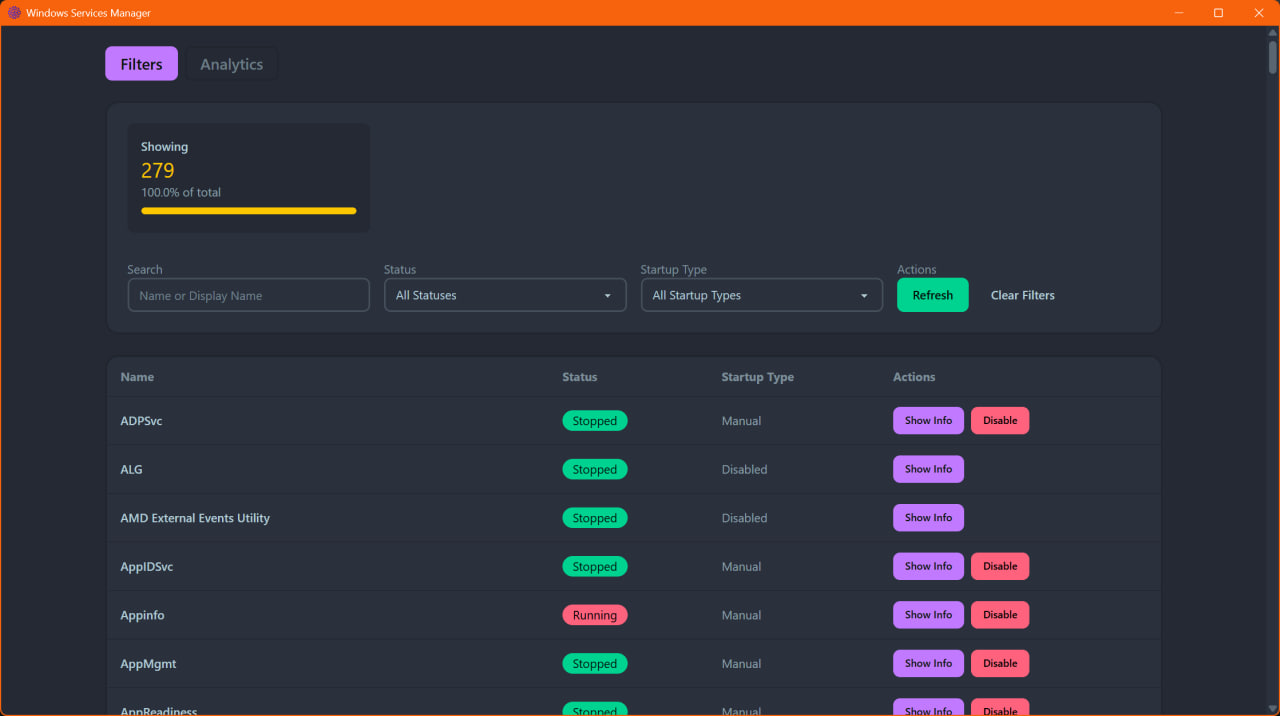 Windows Services Manager
Filters Analytics
Showing
279
100.0% of total
Search Status Startup Type Actions
Name or Display Name All Statuses All Startup Types Refresh Clear Filters
Name Status Startup Type Actions
ADPSvc Stopped Manual Show Info Disable
ALG Stopped Disabled Show Info
AMD External Events Utility Stopped Disabled Show Info
AppIDSvc Stopped Manual Show Info Disable
Appinfo Running Manual Show Info Disable
AppMgmt Stopped Manual Show Info Disable
AppReadiness Stopped Manual Show Info Disable